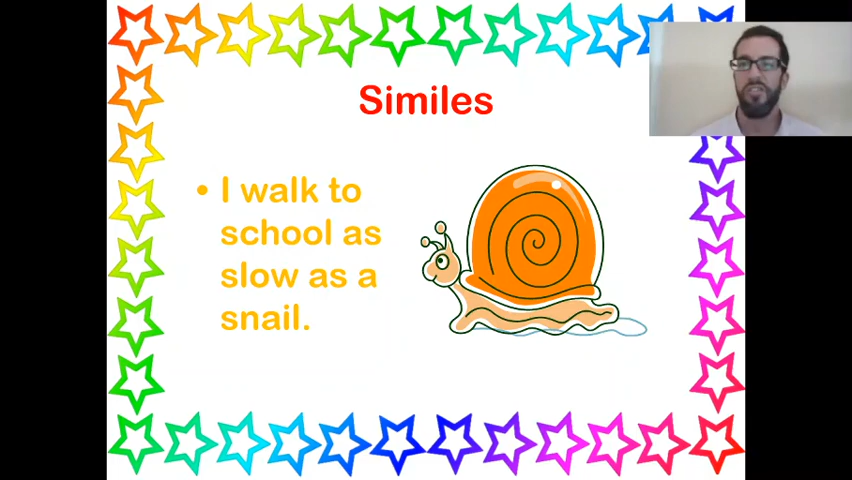 Similes
• I walk to
school as
slow as a
snail.